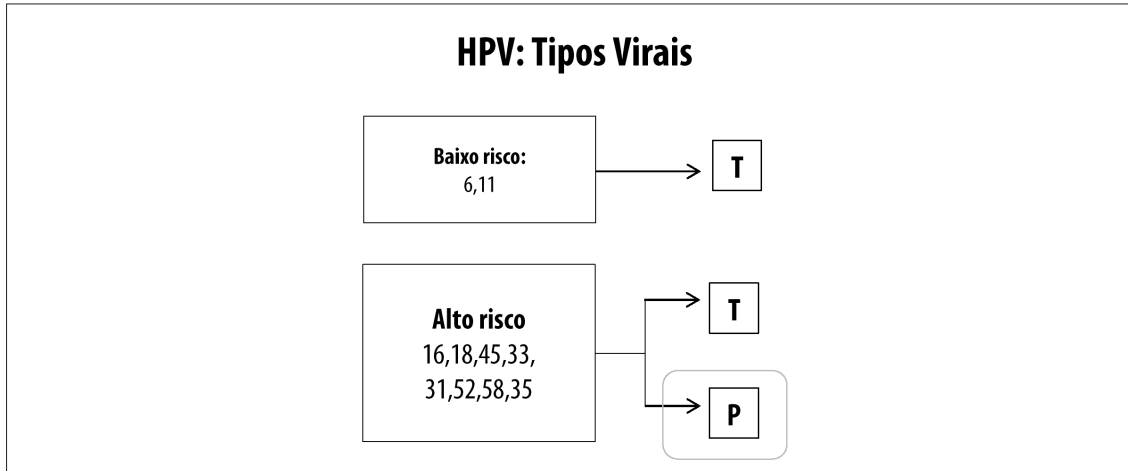 HPV: Tipos Virais
Baixo risco:
6,11
T
Alto risco
16,18,45,33,
31,52,58,35
T
P